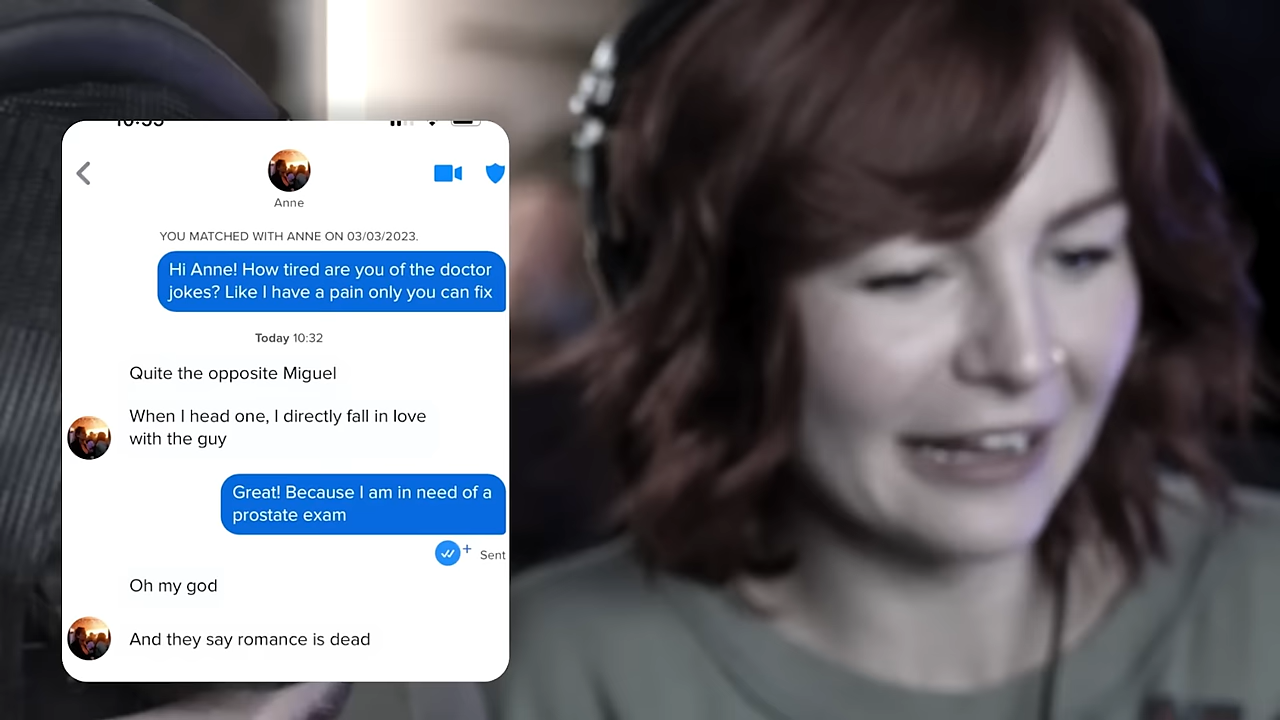 Anne
YOU MATCHED WITH ANNE ON 03/03/2023.
Hi Anne! How tired are you of the doctor
jokes? Like I have a pain only you can fix
Today 10:32
Quite the opposite Miguel
When I head one, I directly fall in love
with the guy
Great! Because I am in need of a
prostate exam
Sent
Oh my god
And they say romance is dead